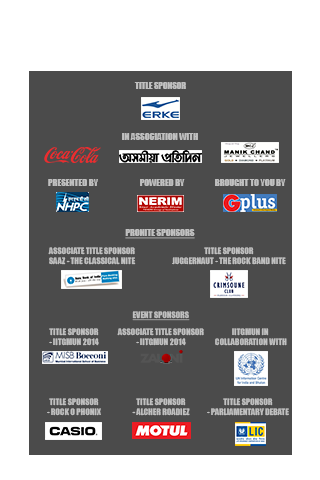 TITLE SPONSOR
ERKE
IN ASSOCIATION WITH
Coca-Cola
অসমীয়া প্ৰতিদিন
MANIK CHAND
JEWELLERS
PRESENTED BY
POWERED BY
BROUGHT TO YOU BY
NHPC
NERIM
Gplus
PRONITE SPONSORS
ASSOCIATE TITLE SPONSOR
SAAZ - THE CLASSICAL NITE
TITLE SPONSOR
JUGGERNAUT - THE ROCK BAND NITE
CRIMSOUNE
CLUB
EVENT SPONSORS
TITLE SPONSOR
- IITGMUN 2014
ASSOCIATE TITLE SPONSOR
- IITGMUN 2014
IITGMUN IN
COLLABORATION WITH
MISB Bocconi
TITLE SPONSOR
- ROCK O PHONIX
TITLE SPONSOR
- ALCHER ROADIEZ
TITLE SPONSOR
- PARLIAMENTARY DEBATE
CASIO.
MOTUL
LIC